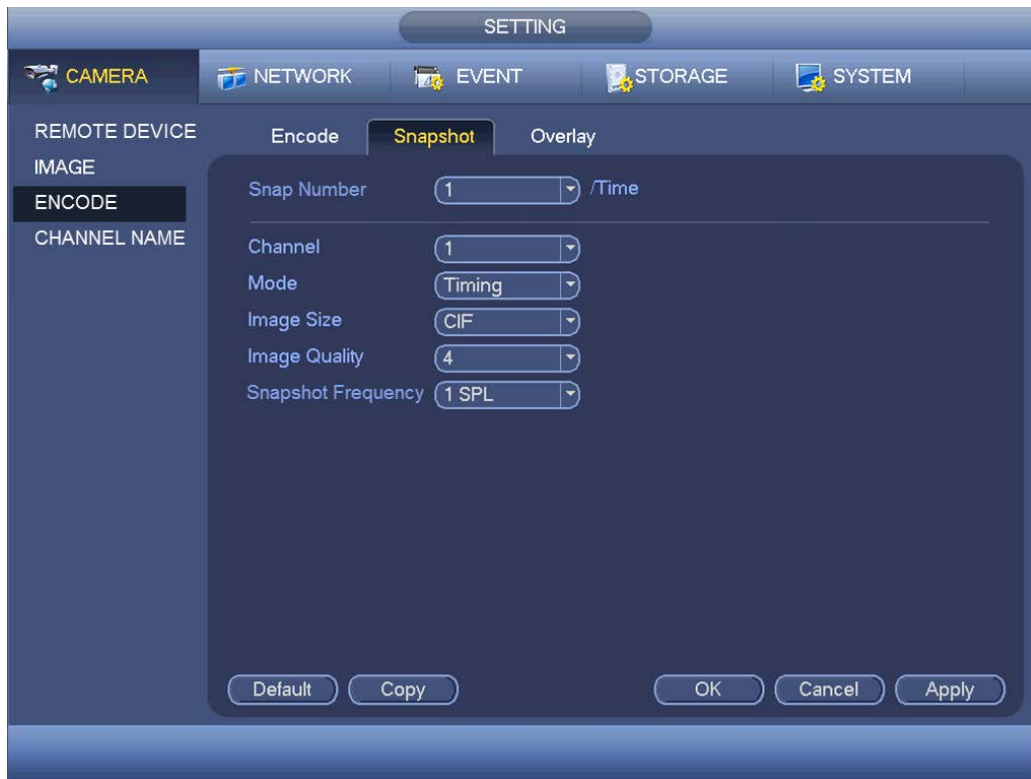 SETTING
CAMERA NETWORK EVENT STORAGE SYSTEM
REMOTE DEVICE
IMAGE
ENCODE
CHANNEL NAME
Encode Snapshot Overlay
Snap Number 1 /Time
Channel 1
Mode Timing
Image Size CIF
Image Quality 4
Snapshot Frequency 1 SPL
Default Copy OK Cancel Apply